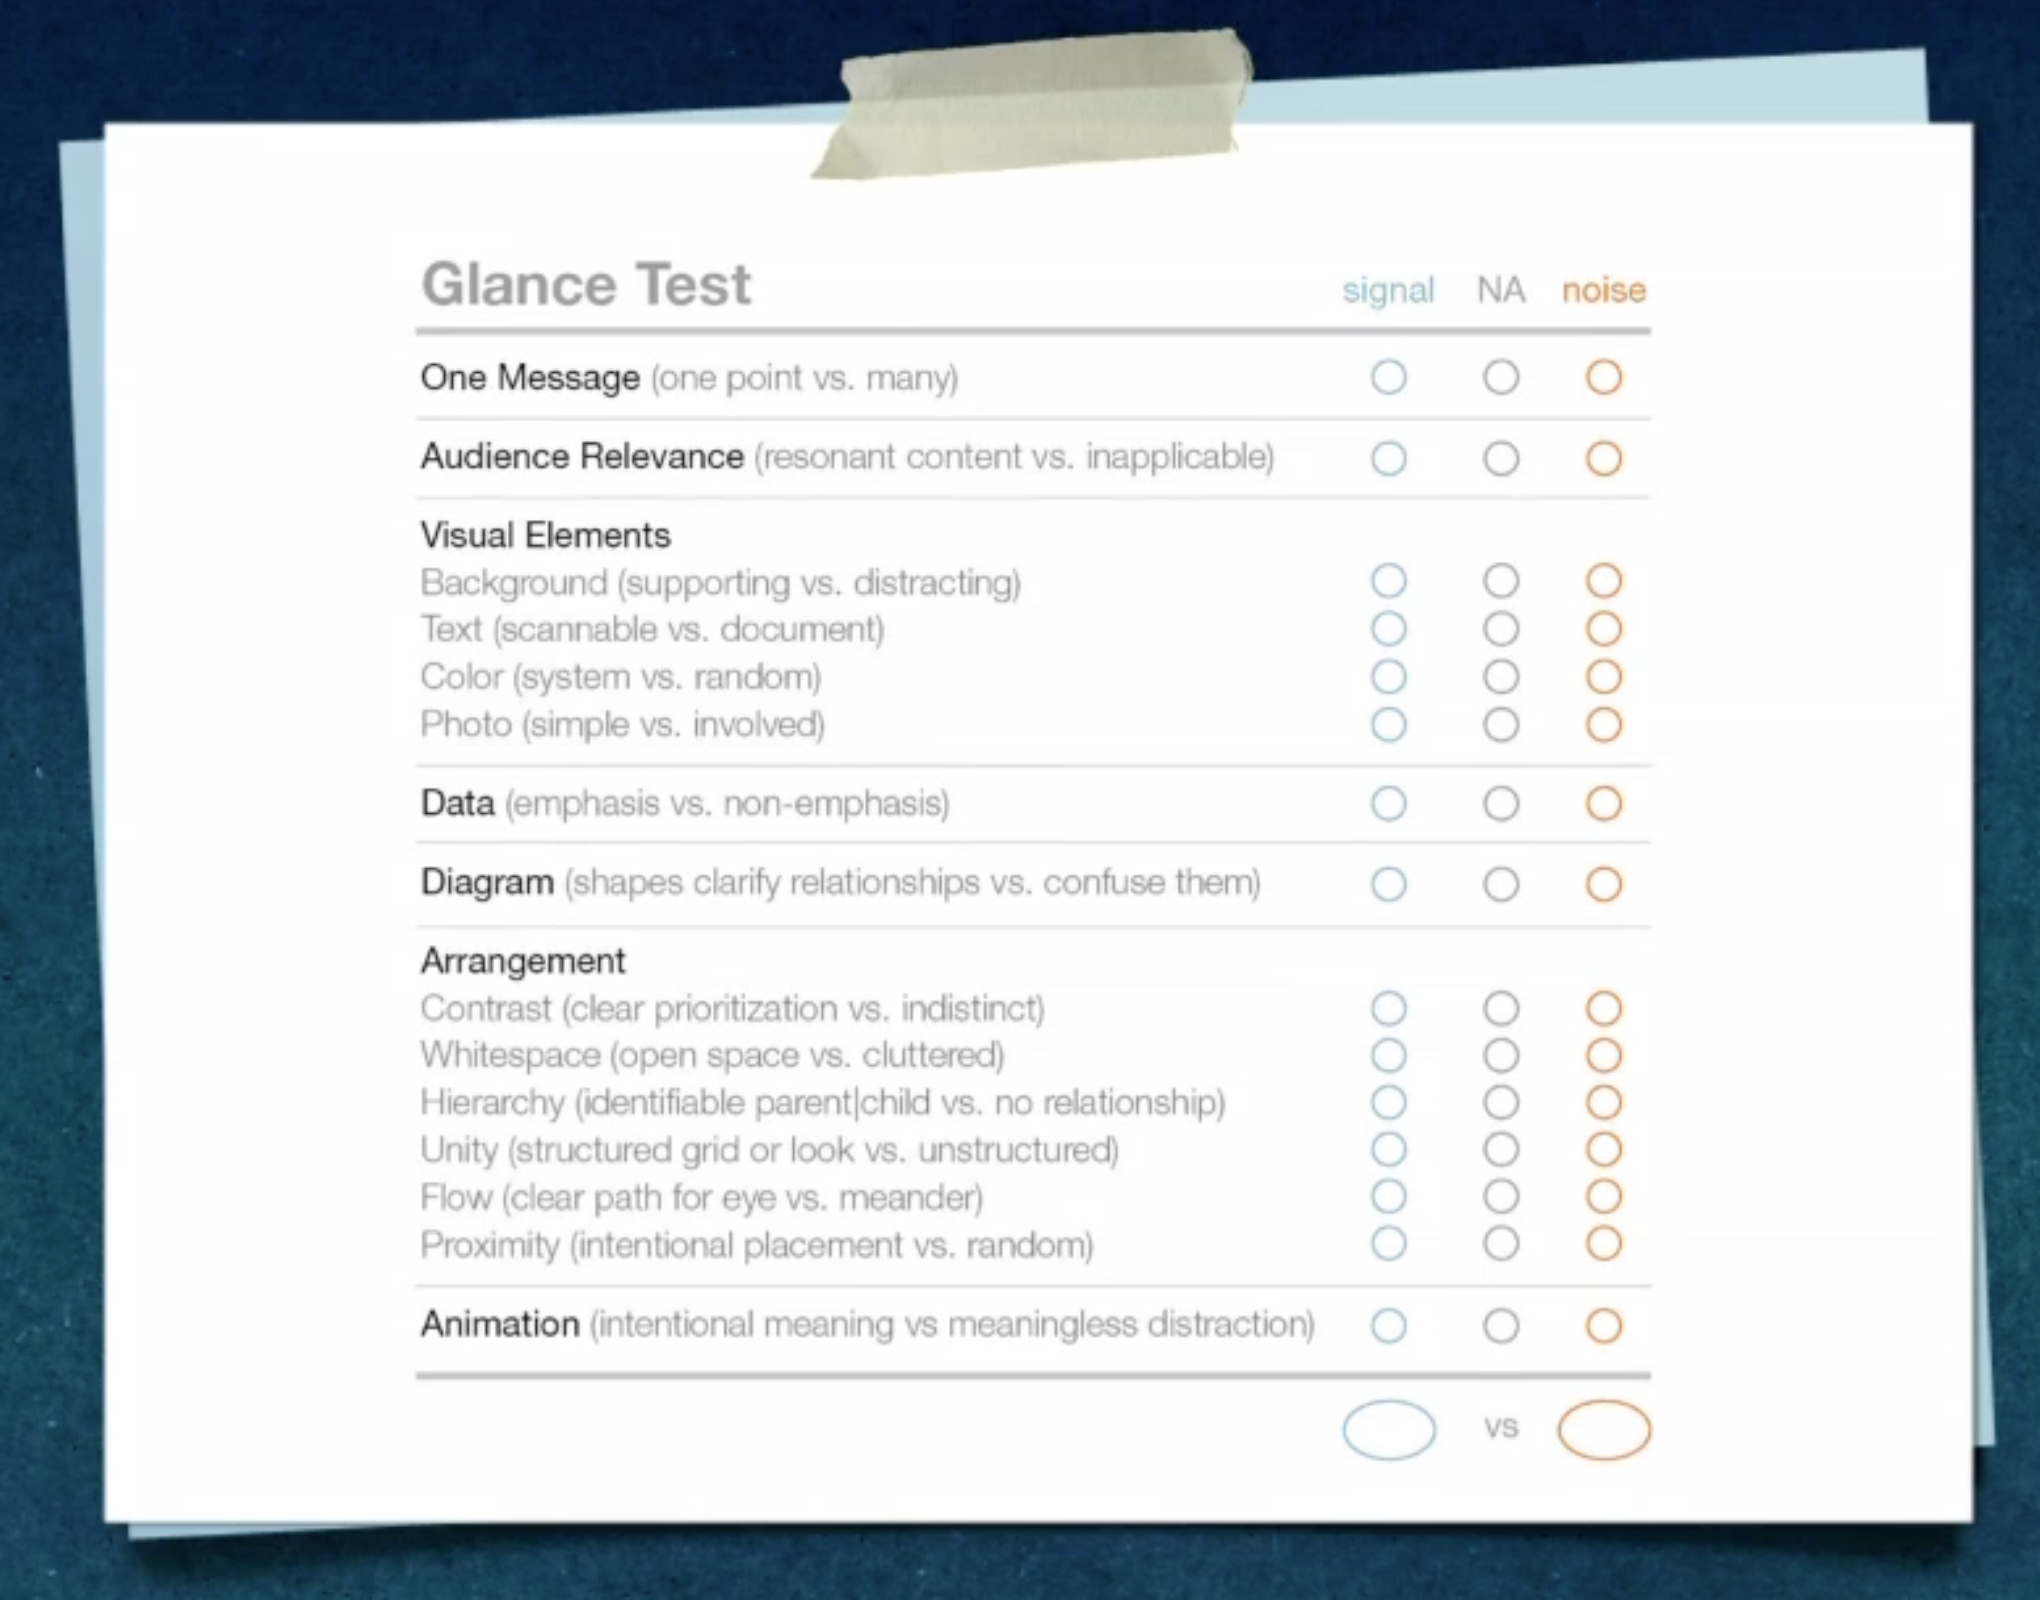 Glance Test signal NA noise
One Message (one point vs. many)
Audience Relevance (resonant content vs. inapplicable)
Visual Elements
Background (supporting vs. distracting)
Text (scannable vs. document)
Color (system vs. random)
Photo (simple vs. involved)
Data (emphasis vs. non-emphasis)
Diagram (shapes clarify relationships vs. confuse them)
Arrangement
Contrast (clear prioritization vs. indistinct)
Whitespace (open space vs. cluttered)
Hierarchy (identifiable parent|child vs. no relationship)
Unity (structured grid or look vs. unstructured)
Flow (clear path for eye vs. meander)
Proximity (intentional placement vs. random)
Animation (intentional meaning vs meaningless distraction)
vs